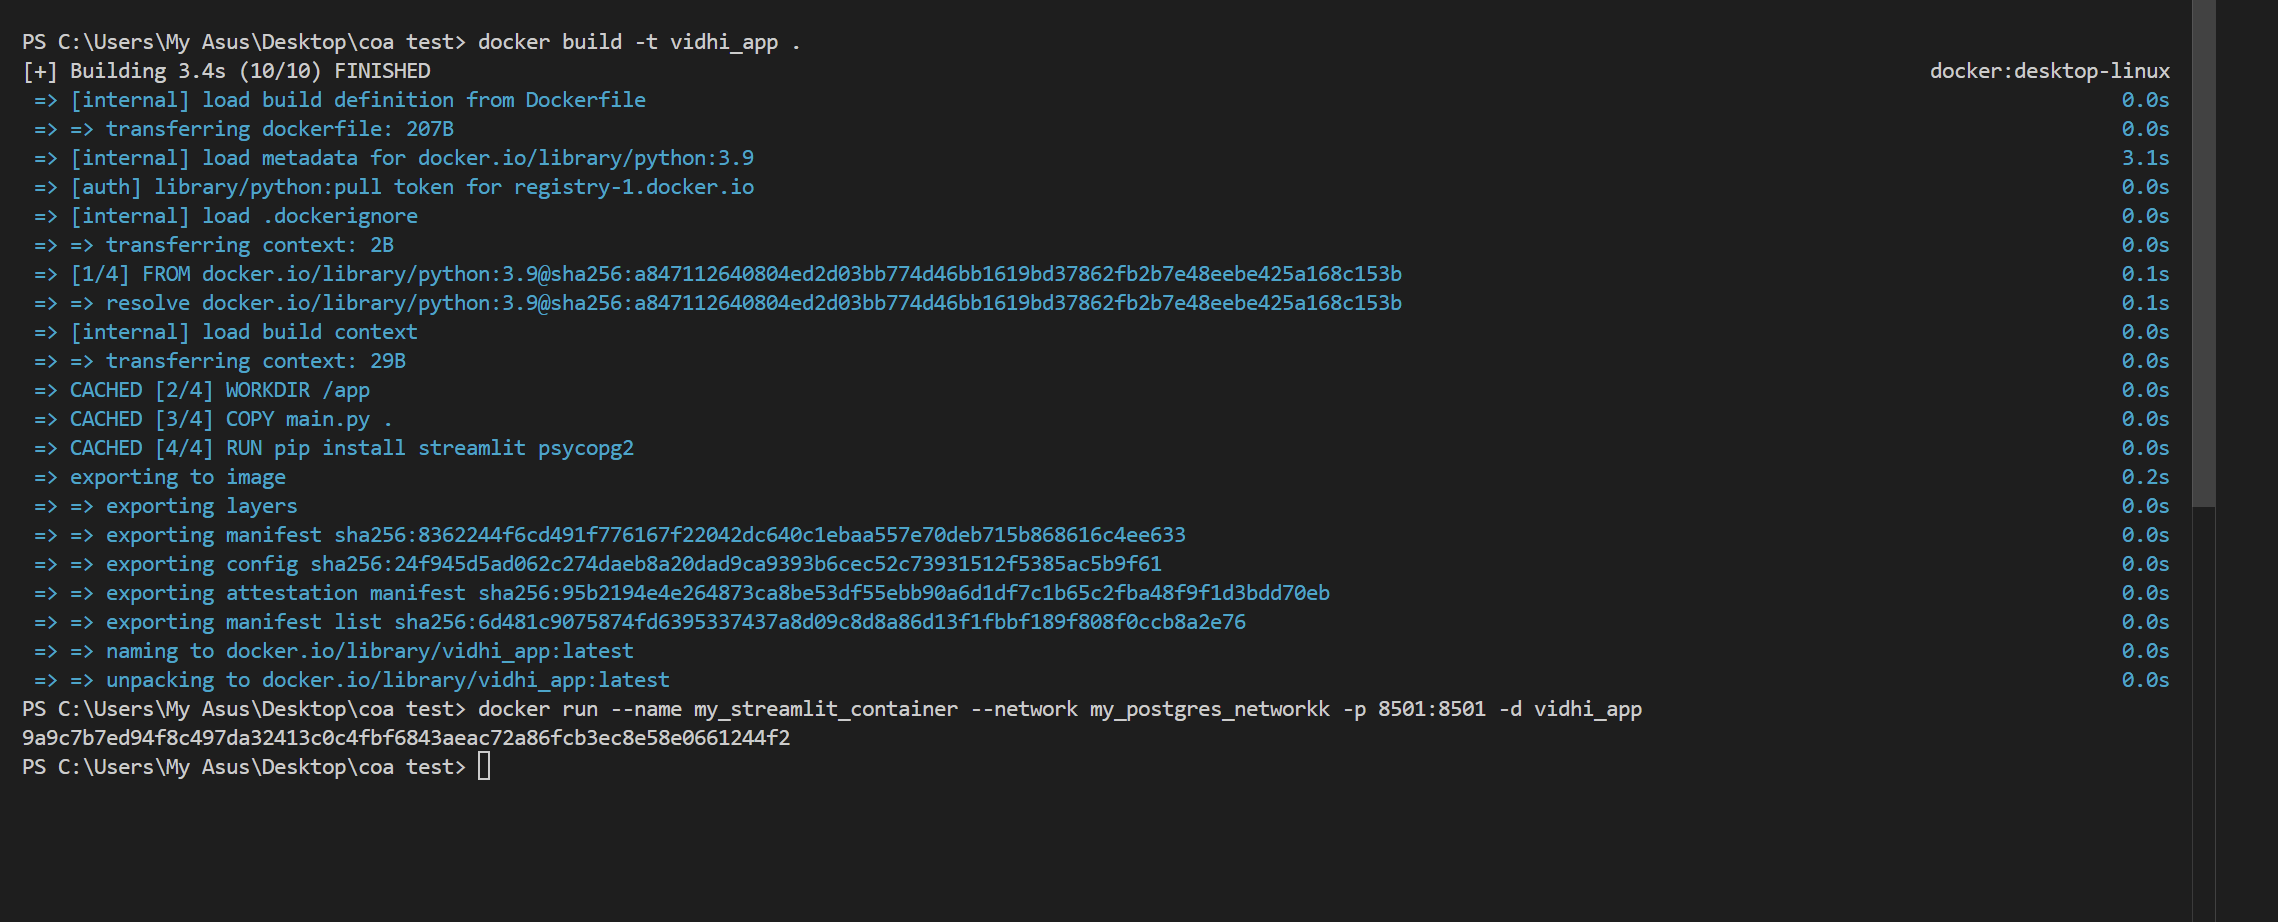 PS C:\Users\My Asus\Desktop\coa test> docker build -t vidhi_app .
[+] Building 3.4s (10/10) FINISHED docker:desktop-linux
=> [internal] load build definition from Dockerfile 0.0s
=> => transferring dockerfile: 207B 0.0s
=> [internal] load metadata for docker.io/library/python:3.9 3.1s
=> [auth] library/python:pull token for registry-1.docker.io 0.0s
=> [internal] load .dockerignore 0.0s
=> => transferring context: 2B 0.0s
=> [1/4] FROM docker.io/library/python:3.9@sha256:a847112640804ed2d03bb774d46bb1619bd37862fb2b7e48eebe425a168c153b 0.1s
=> => resolve docker.io/library/python:3.9@sha256:a847112640804ed2d03bb774d46bb1619bd37862fb2b7e48eebe425a168c153b 0.1s
=> [internal] load build context 0.0s
=> => transferring context: 29B 0.0s
=> CACHED [2/4] WORKDIR /app 0.0s
=> CACHED [3/4] COPY main.py . 0.0s
=> CACHED [4/4] RUN pip install streamlit psycopg2 0.0s
=> exporting to image 0.2s
=> => exporting layers 0.0s
=> => exporting manifest sha256:8362244f6cd491f776167f22042dc640c1ebaa557e70deb715b868616c4ee633 0.0s
=> => exporting config sha256:24f945d5ad062c274daeb8a20dad9ca9393b6cec52c73931512f5385ac5b9f61 0.0s
=> => exporting attestation manifest sha256:95b2194e4e264873ca8be53df55ebb90a6d1df7c1b65c2fba48f9f1d3bdd70eb 0.0s
=> => exporting manifest list sha256:6d481c9075874fd6395337437a8d09c8d8a86d13f1fbbf189f808f0ccb8a2e76 0.0s
=> => naming to docker.io/library/vidhi_app:latest 0.0s
=> => unpacking to docker.io/library/vidhi_app:latest 0.0s
PS C:\Users\My Asus\Desktop\coa test> docker run --name my_streamlit_container --network my_postgres_networkk -p 8501:8501 -d vidhi_app
9a9c7b7ed94f8c497da32413c0c4fbf6843aeac72a86fcb3ec8e58e0661244f2
PS C:\Users\My Asus\Desktop\coa test>